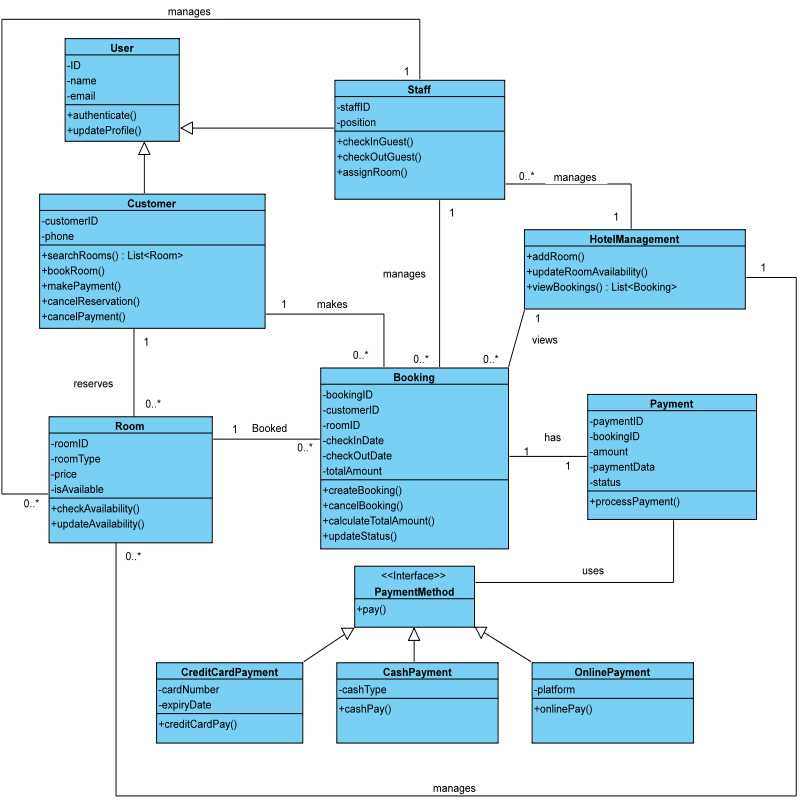 manages
1
User
-ID
-name
-email
+authenticate()
+updateProfile()
Staff
-staffID
-position
+checkInGuest()
+checkOutGuest()
+assignRoom()
0..*
manages
1
1
manages
0..*
Customer
-customerID
-phone
+searchRooms() : List<Room>
+bookRoom()
+makePayment()
+cancelReservation()
+cancelPayment()
HotelManagement
+addRoom()
+updateRoomAvailability()
+viewBookings() : List<Booking>
1
1
makes
0..*
1
views
0..*
1
reserves
0..*
Booking
-bookingID
-customerID
-roomID
-checkInDate
-checkOutDate
-totalAmount
+createBooking()
+cancelBooking()
+calculateTotalAmount()
+updateStatus()
Payment
-paymentID
-bookingID
-amount
-paymentData
-status
+processPayment()
has
1
1
Room
-roomID
-roomType
-price
-isAvailable
+checkAvailability()
+updateAvailability()
1
Booked
0..*
0..*
0..*
<<Interface>>
PaymentMethod
+pay()
uses
CreditCardPayment
-cardNumber
-expiryDate
+creditCardPay()
CashPayment
-cashType
+cashPay()
OnlinePayment
-platform
+onlinePay()
manages